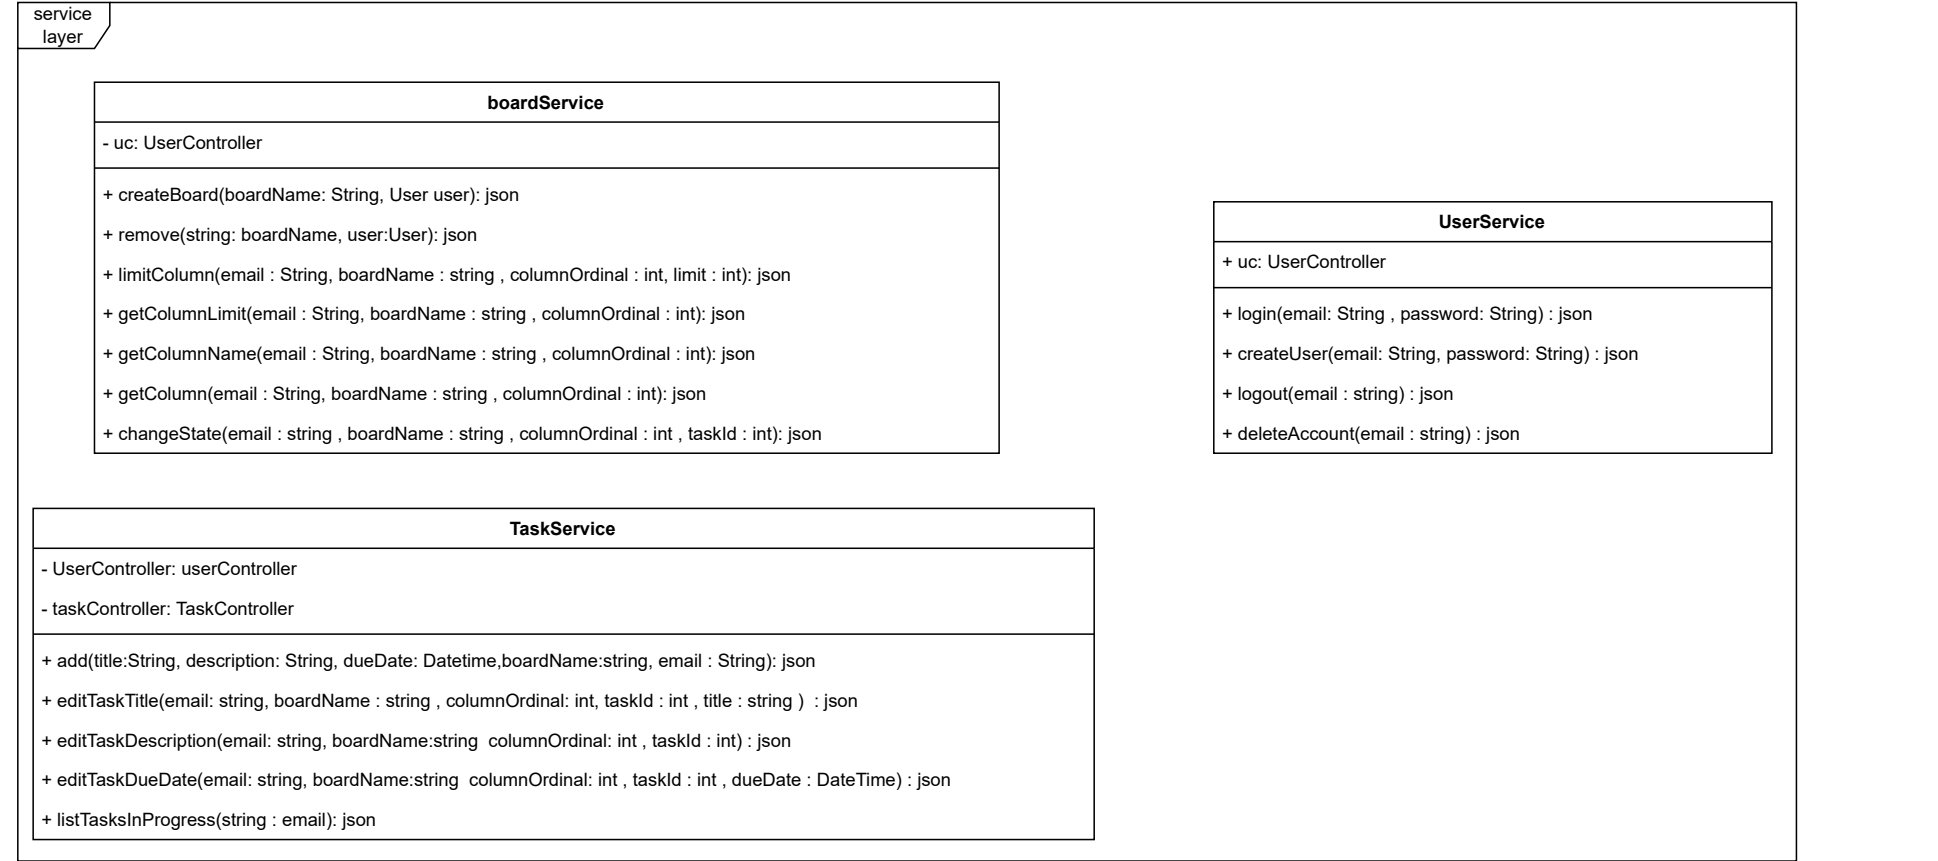 service
layer
boardService
- uc: UserController
+ createBoard(boardName: String, User user): json
+ remove(string: boardName, user:User): json
+ limitColumn(email : String, boardName : string , columnOrdinal : int, limit : int): json
+ getColumnLimit(email : String, boardName : string , columnOrdinal : int): json
+ getColumnName(email : String, boardName : string , columnOrdinal : int): json
+ getColumn(email : String, boardName : string , columnOrdinal : int): json
+ changeState(email : string , boardName : string , columnOrdinal : int , taskId : int): json
UserService
+ uc: UserController
+ login(email: String , password: String) : json
+ createUser(email: String, password: String) : json
+ logout(email : string) : json
+ deleteAccount(email : string) : json
TaskService
- UserController: userController
- taskController: TaskController
+ add(title:String, description: String, dueDate: Datetime,boardName:string, email : String): json
+ editTaskTitle(email: string, boardName : string , columnOrdinal: int, taskId : int , title : string )  : json
+ editTaskDescription(email: string, boardName:string  columnOrdinal: int , taskId : int) : json
+ editTaskDueDate(email: string, boardName:string  columnOrdinal: int , taskId : int , dueDate : DateTime) : json
+ listTasksInProgress(string : email): json